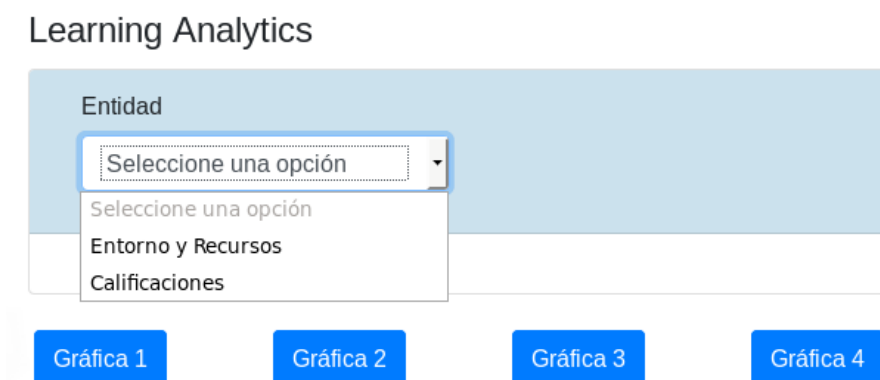 Learning Analytics
Entidad
Seleccione una opción
Seleccione una opción
Entorno y Recursos
Calificaciones
Gráfica 1 Gráfica 2 Gráfica 3 Gráfica 4